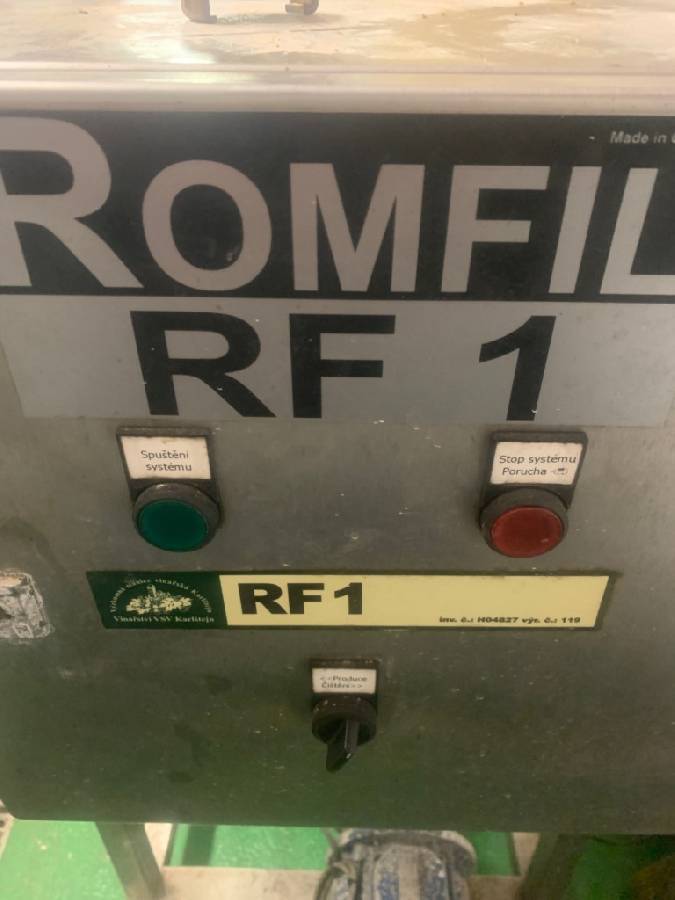 Made in
ROMFIL
RF 1
Spuštění
systému
Stop systému
Porucha
RF1
Vinařství VSV Karlštejn
inv. č.: H04827 výr. č.: 119
<<Produce
Čištění>>